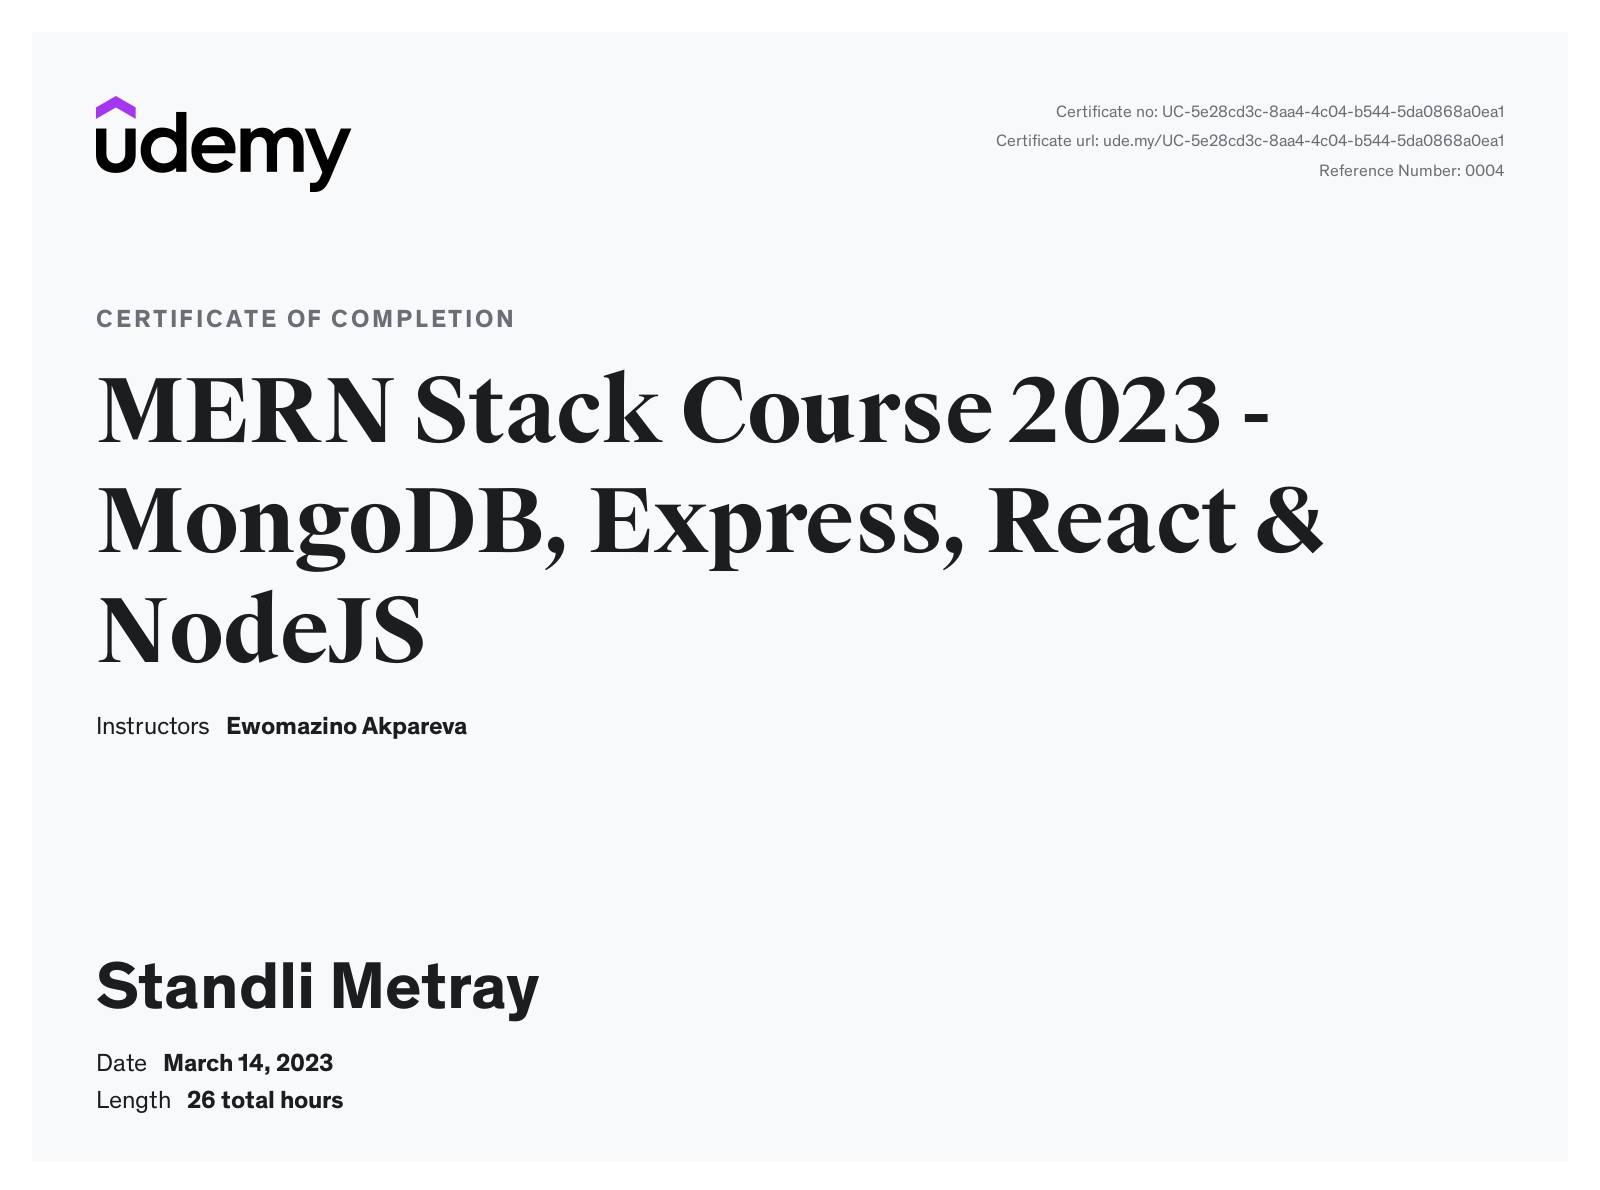 udemy
Certificate no: UC-5e28cd3c-8aa4-4c04-b544-5da0868a0ea1
Certificate url: ude.my/UC-5e28cd3c-8aa4-4c04-b544-5da0868a0ea1
Reference Number: 0004
CERTIFICATE OF COMPLETION
MERN Stack Course 2023 -
MongoDB, Express, React &
NodeJS
Instructors Ewomazino Akpareva
Standli Metray
Date March 14, 2023
Length 26 total hours